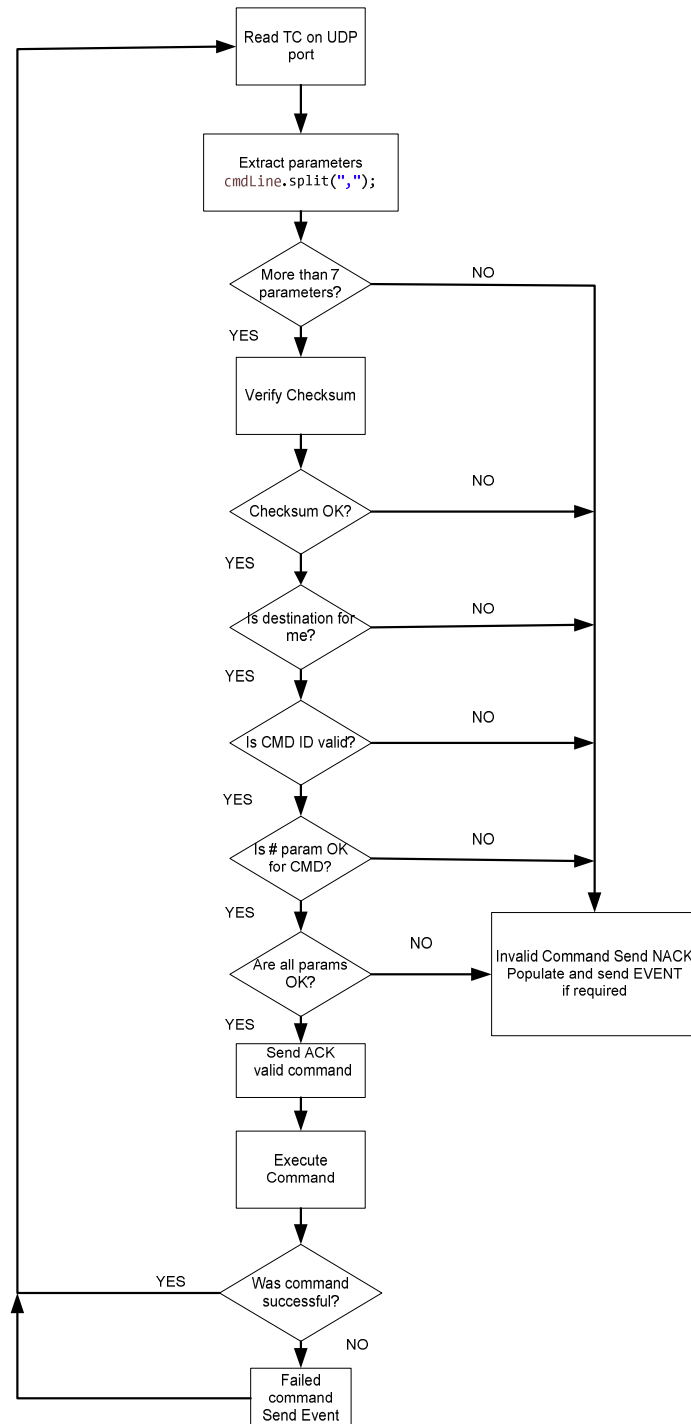 Read TC on UDP
port
Extract parameters
cmdLine.split(",");
More than 7
parameters?
NO
YES
Verify Checksum
Checksum OK?
NO
YES
Is destination for
me?
NO
YES
Is CMD ID valid?
NO
YES
Is # param OK
for CMD?
NO
YES
Are all params
OK?
NO
Invalid Command Send NACK
Populate and send EVENT
if required
YES
Send ACK
valid command
Execute
Command
Was command
successful?
YES
NO
Failed
command
Send Event